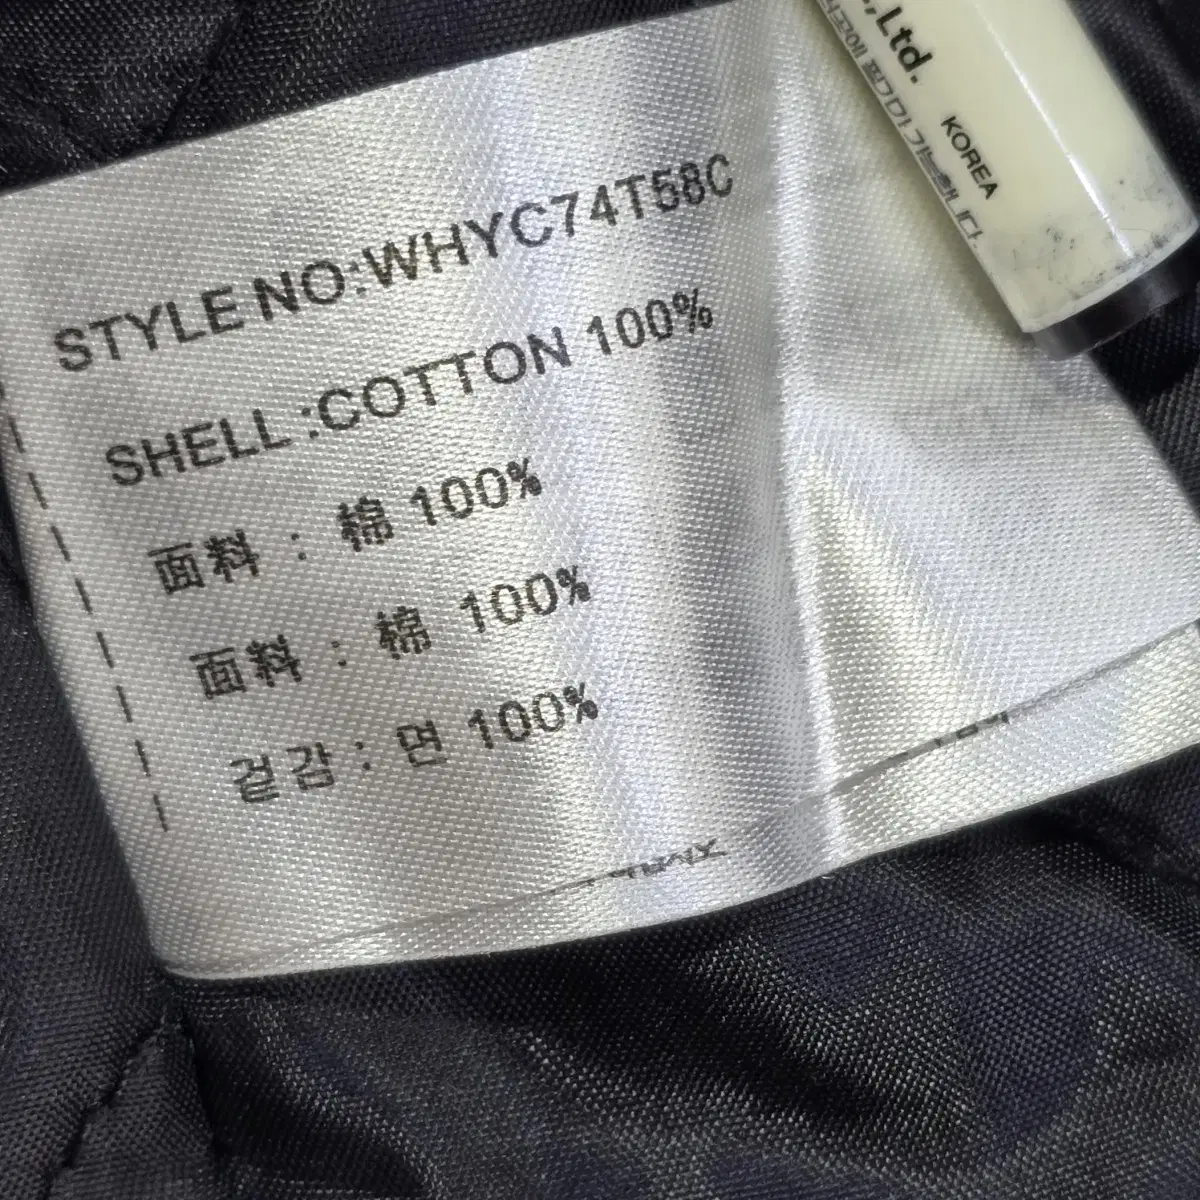 STYLE NO:WHYC74T58C
SHELL:COTTON 100%
面料 : 棉 100%
面料 : 棉 100%
겉감 : 면 100%
.,Ltd.
KOREA